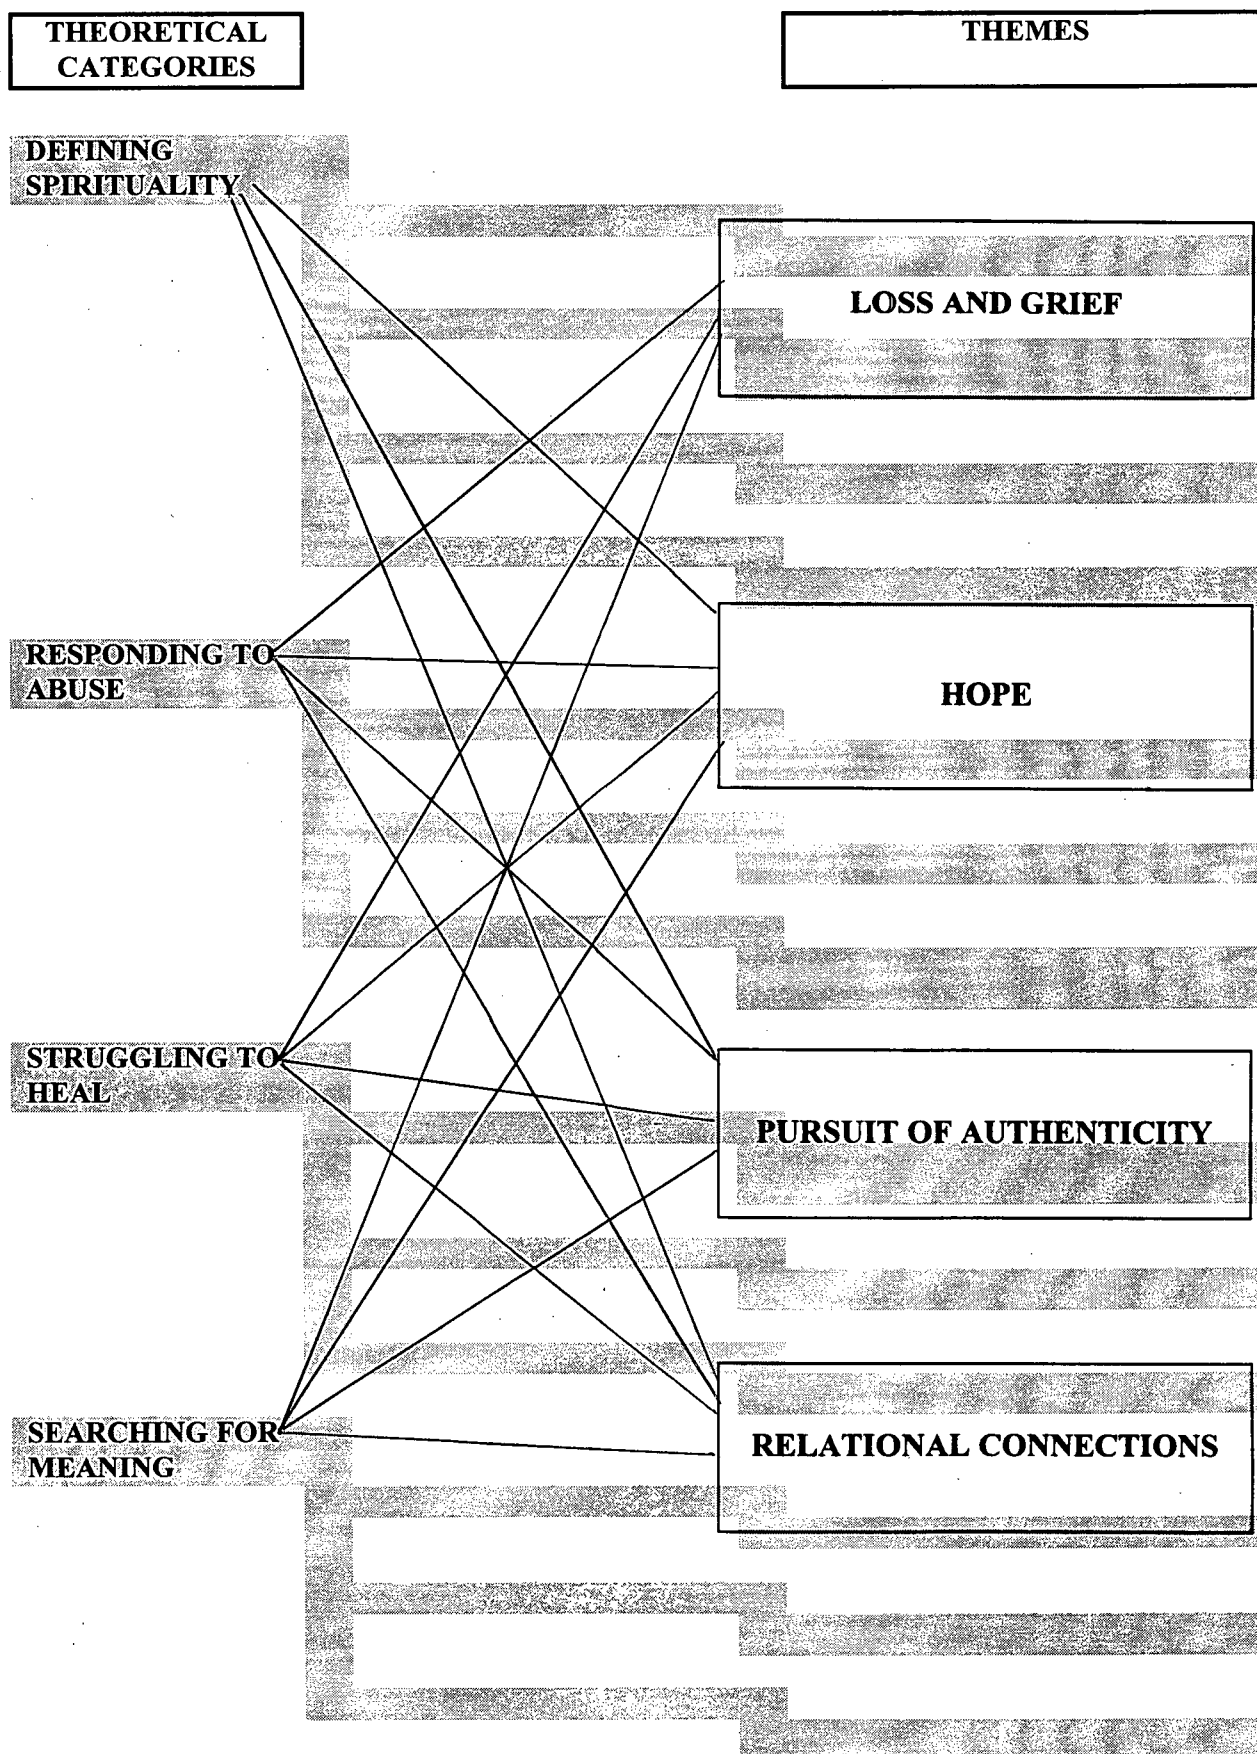 THEORETICAL
CATEGORIES
THEMES
DEFINING
SPIRITUALITY
LOSS AND GRIEF
RESPONDING TO
ABUSE
HOPE
STRUGGLING TO
HEAL
PURSUIT OF AUTHENTICITY
SEARCHING FOR
MEANING
RELATIONAL CONNECTIONS